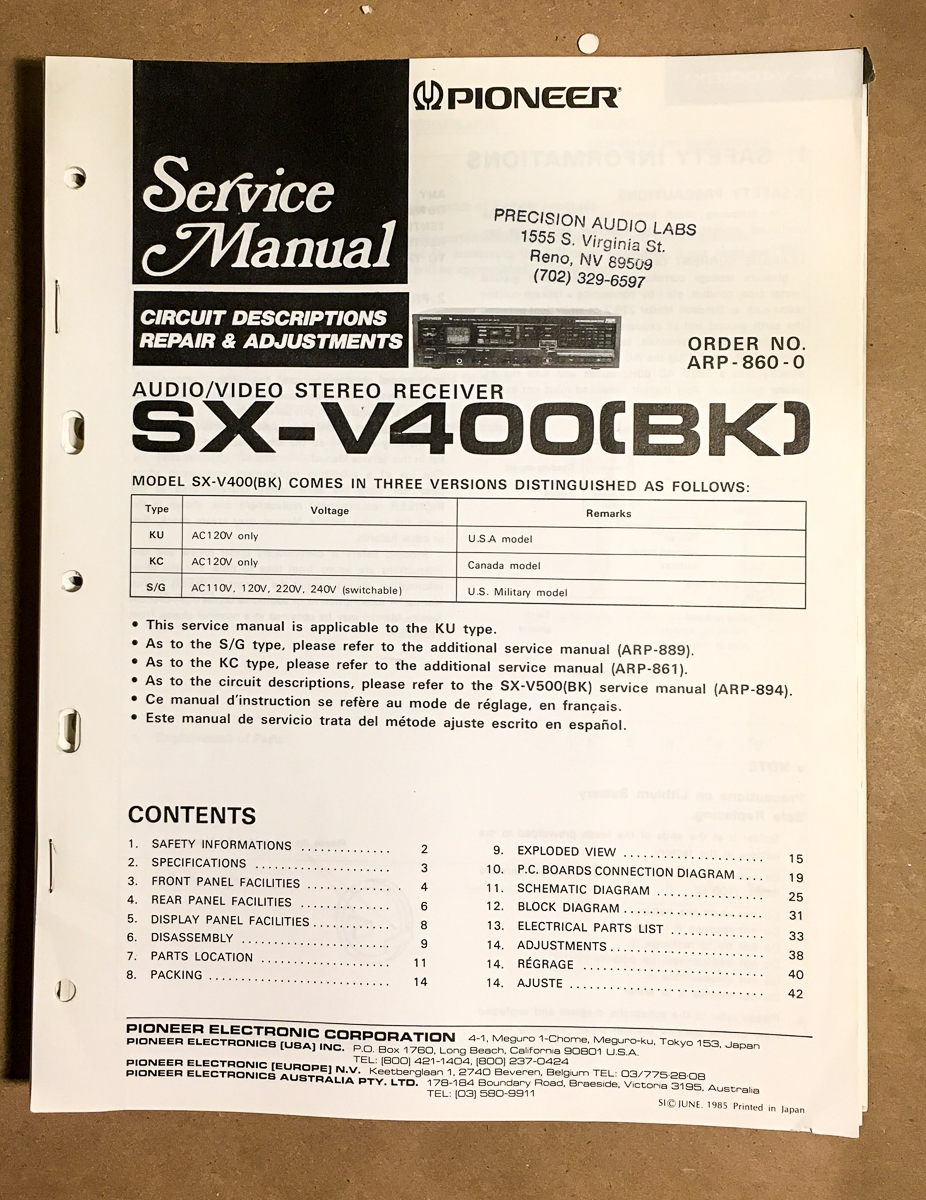 PIONEER
Service
Manual
PRECISION AUDIO LABS
1555 S. Virginia St.
Reno, NV 89509
(702) 329-6597
CIRCUIT DESCRIPTIONS
REPAIR & ADJUSTMENTS
PIONEER
ORDER NO.
ARP-860-0
AUDIO/VIDEO STEREO RECEIVER
SX-V400(BK)
MODEL SX-V400(BK) COMES IN THREE VERSIONS DISTINGUISHED AS FOLLOWS:
Type Voltage Remarks
KU AC120V only U.S.A model
KC AC120V only Canada model
S/G AC110V, 120V, 220V, 240V (switchable) U.S. Military model
• This service manual is applicable to the KU type.
• As to the S/G type, please refer to the additional service manual (ARP-889).
• As to the KC type, please refer to the additional service manual (ARP-861).
• As to the circuit descriptions, please refer to the SX-V500(BK) service manual (ARP-894).
• Ce manual d'instruction se refère au mode de réglage, en français.
• Este manual de servicio trata del métode ajuste escrito en español.
CONTENTS
1. SAFETY INFORMATIONS .................. 2
2. SPECIFICATIONS ......................... 3
3. FRONT PANEL FACILITIES ................ 4
4. REAR PANEL FACILITIES .................. 6
5. DISPLAY PANEL FACILITIES ............... 8
6. DISASSEMBLY ........................... 9
7. PARTS LOCATION ........................ 11
8. PACKING ............................... 14
9. EXPLODED VIEW ......................... 15
10. P.C. BOARDS CONNECTION DIAGRAM .... 19
11. SCHEMATIC DIAGRAM ................... 25
12. BLOCK DIAGRAM ........................ 31
13. ELECTRICAL PARTS LIST ................ 33
14. ADJUSTMENTS .......................... 38
14. RÉGRAGE .............................. 40
14. AJUSTE ................................ 42
PIONEER ELECTRONIC CORPORATION 4-1, Meguro 1-Chome, Meguro-ku, Tokyo 153, Japan
PIONEER ELECTRONICS [USA] INC. P.O. Box 1760, Long Beach, California 90801 U.S.A.
TEL: [800] 421-1404, [800] 237-0424
PIONEER ELECTRONIC [EUROPE] N.V. Keetberglaan 1, 2740 Beveren, Belgium TEL: 03/775·28·08
PIONEER ELECTRONICS AUSTRALIA PTY. LTD. 178-184 Boundary Road, Braeside, Victoria 3195, Australia
TEL: [03] 580-9911
SI © JUNE. 1985 Printed in Japan